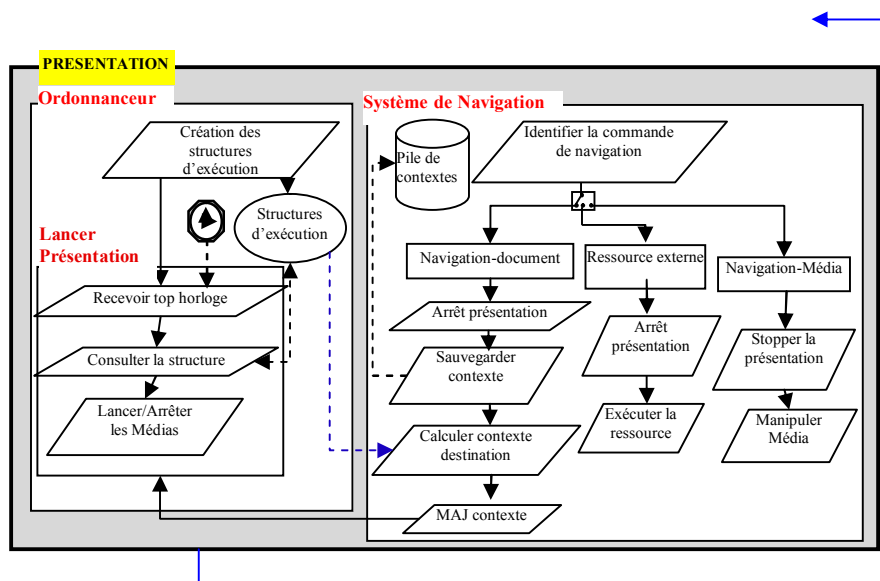 PRESENTATION
Ordonnanceur
Création des
structures
d'exécution
Structures
d'exécution
Lancer
Présentation
Recevoir top horloge
Consulter la structure
Lancer/Arrêter
les Médias
Système de Navigation
Pile de
contextes
Identifier la commande
de navigation
Navigation-document
Ressource externe
Navigation-Média
Arrêt présentation
Arrêt
présentation
Stopper la
présentation
Sauvegarder
contexte
Exécuter la
ressource
Manipuler
Média
Calculer contexte
destination
MAJ contexte